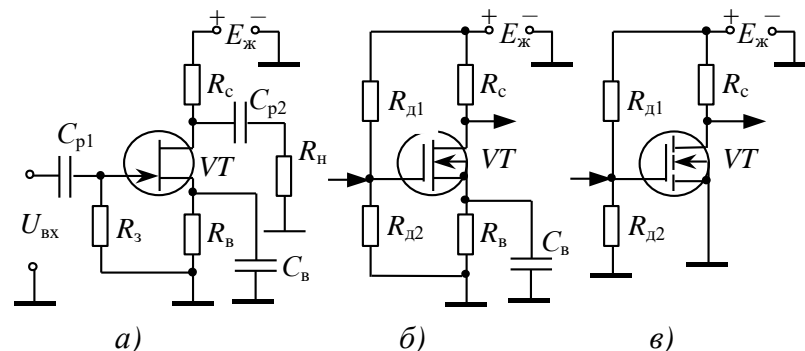 + E_ж −
R_с
C_р2
C_р1
VT
R_н
U_вх
R_з
R_в
C_в
а)
+ E_ж −
R_д1
R_с
VT
R_д2
R_в
C_в
б)
+ E_ж −
R_д1
R_с
VT
R_д2
в)